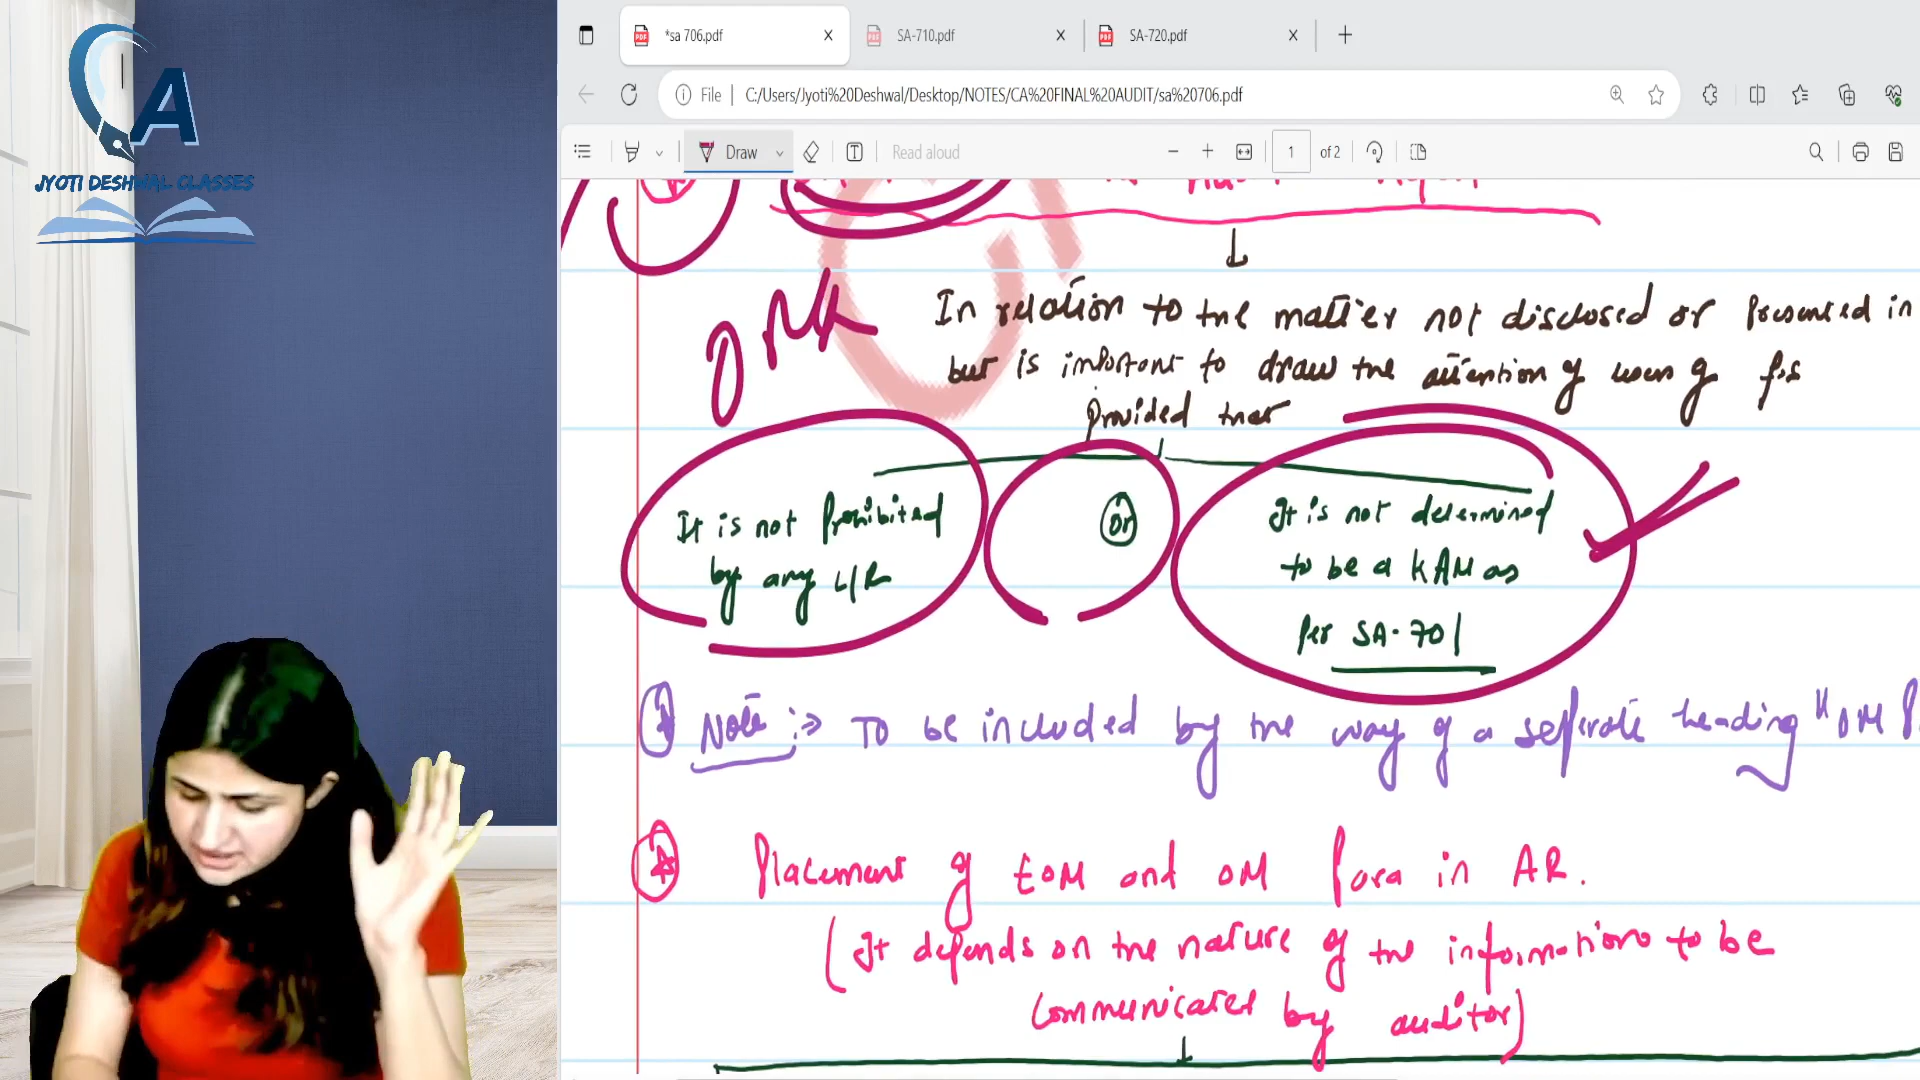 CA
JYOTI DESHWAL CLASSES
*sa 706.pdf
SA-710.pdf
SA-720.pdf
File
C:/Users/Jyoti%20Deshwal/Desktop/NOTES/CA%20FINAL%20AUDIT/sa%20706.pdf
Draw
Read aloud
1 of 2
In relation to the matter not disclosed or presented in
but is important to draw the attention of users of f.s
provided that
It is not Prohibited
by any L/R
or
It is not determined
to be a KAM as
per SA-701
Note :→ To be included by the way of a seperate heading "OM P
Placement of EOM and OM Para in AR.
(It depends on the nature of the information to be
communicated by auditor)